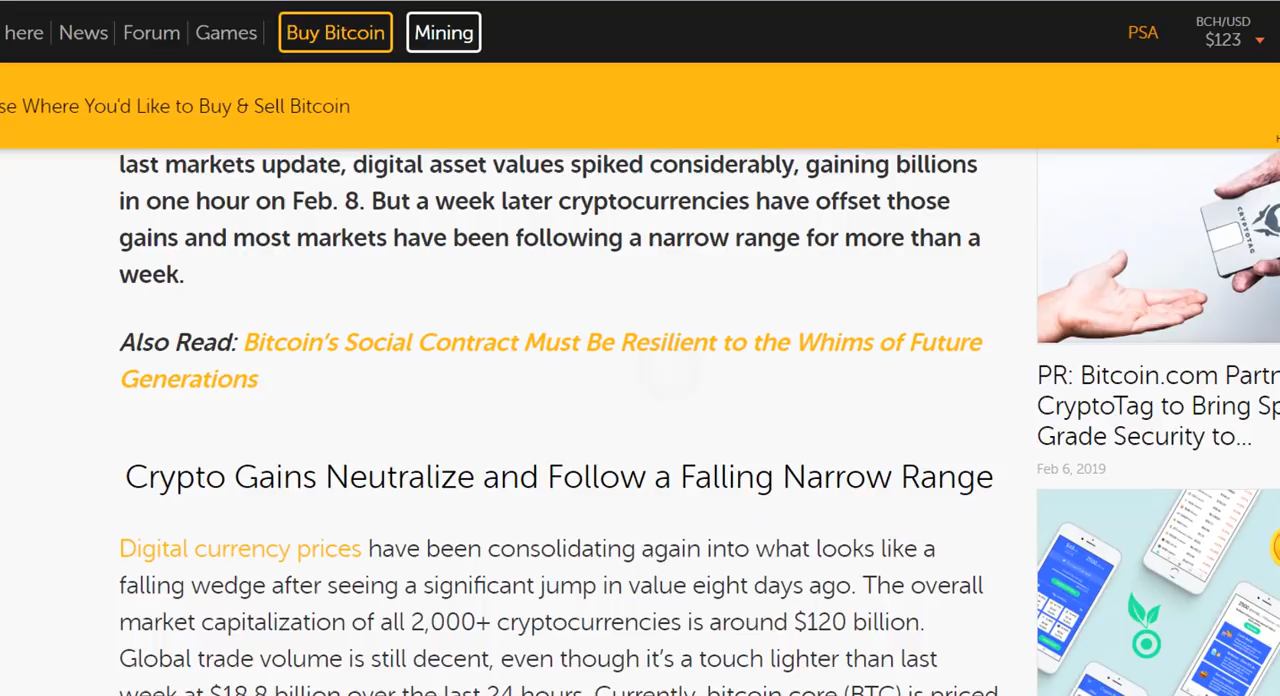 here News Forum Games Buy Bitcoin Mining PSA BCH/USD
$123
se Where You'd Like to Buy & Sell Bitcoin
last markets update, digital asset values spiked considerably, gaining billions
in one hour on Feb. 8. But a week later cryptocurrencies have offset those
gains and most markets have been following a narrow range for more than a
week.
Also Read: Bitcoin's Social Contract Must Be Resilient to the Whims of Future
Generations
Crypto Gains Neutralize and Follow a Falling Narrow Range
Digital currency prices have been consolidating again into what looks like a
falling wedge after seeing a significant jump in value eight days ago. The overall
market capitalization of all 2,000+ cryptocurrencies is around $120 billion.
Global trade volume is still decent, even though it's a touch lighter than last
week at $18.8 billion over the last 24 hours. Currently, bitcoin core (BTC) is priced
CRYPTOTAG
PR: Bitcoin.com Partn
CryptoTag to Bring Sp
Grade Security to...
Feb 6, 2019